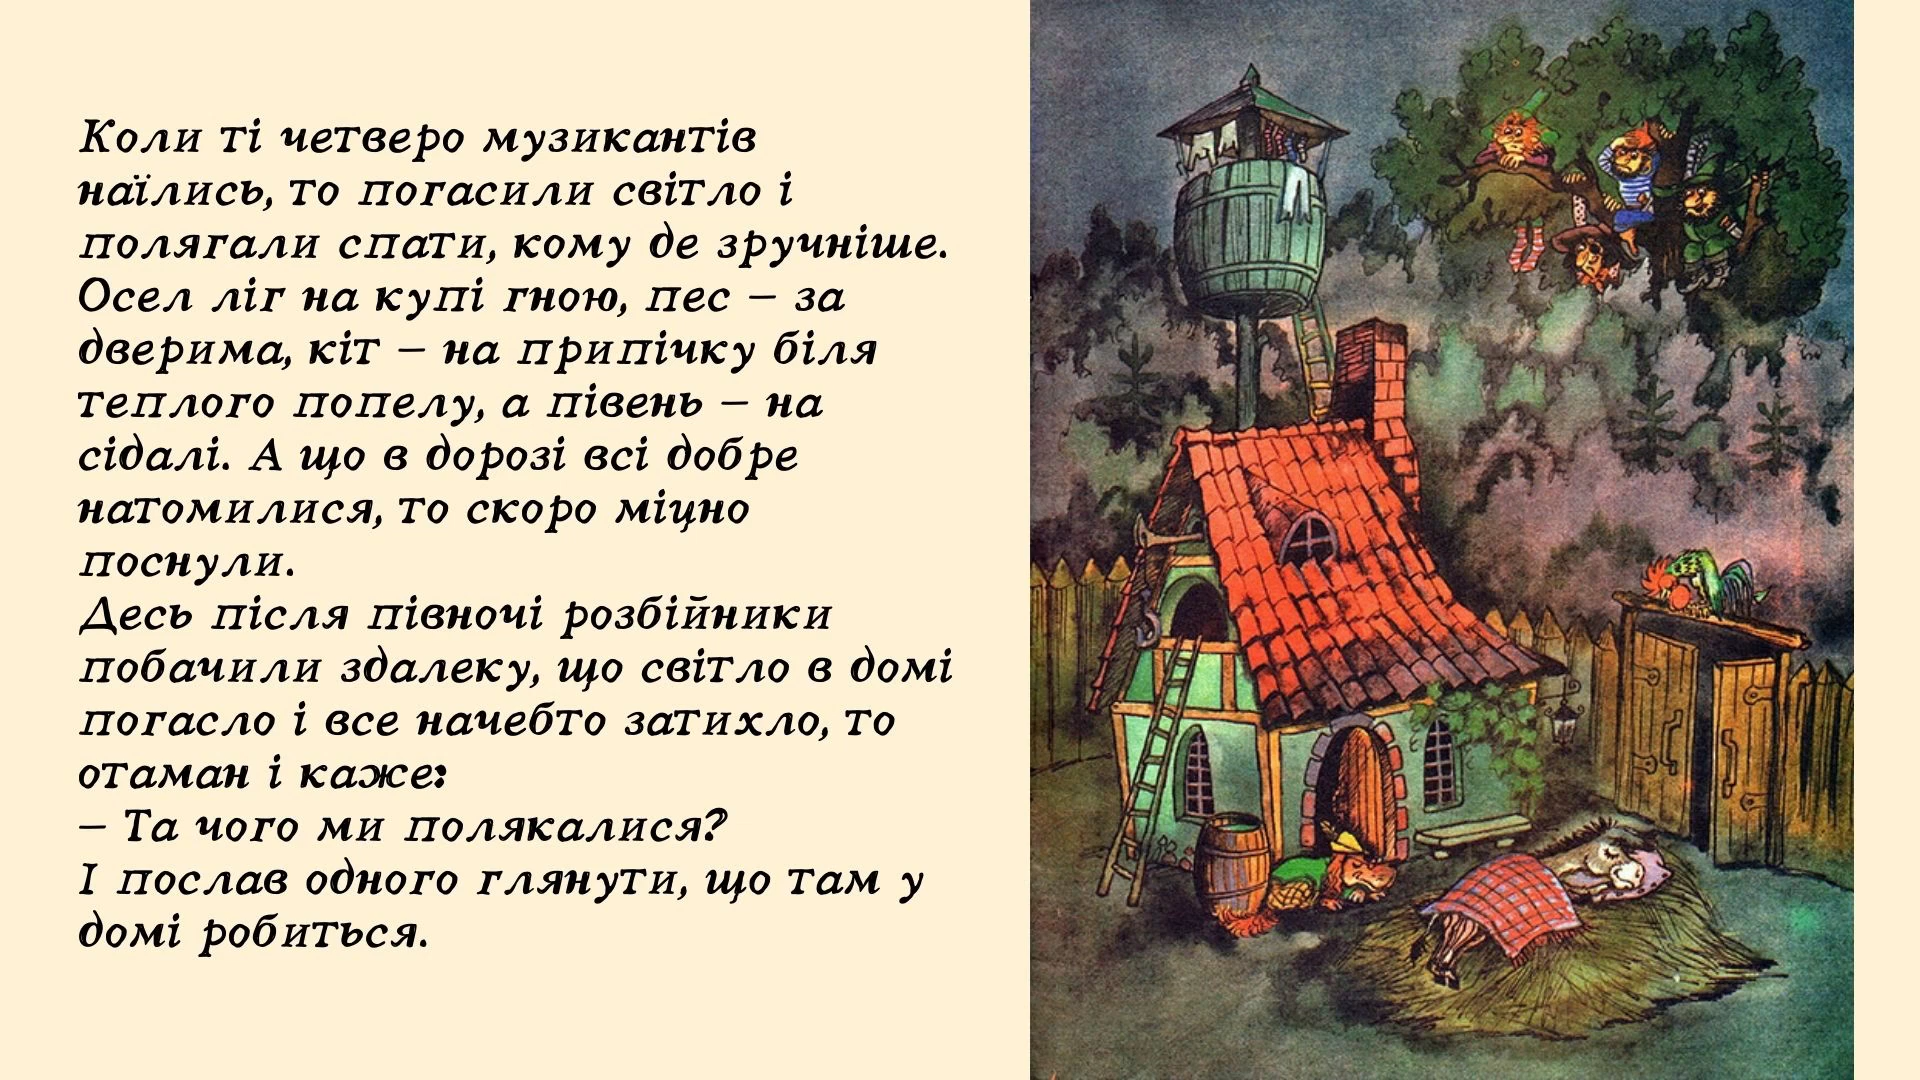 Коли ті четверо музикантів
наїлись, то погасили світло і
полягали спати, кому де зручніше.
Осел ліг на купі гною, пес – за
дверима, кіт – на припічку біля
теплого попелу, а півень – на
сідалі. А що в дорозі всі добре
натомилися, то скоро міцно
поснули.
Десь після півночі розбійники
побачили здалеку, що світло в домі
погасло і все начебто затихло, то
отаман і каже:
– Та чого ми полякалися?
І послав одного глянути, що там у
домі робиться.